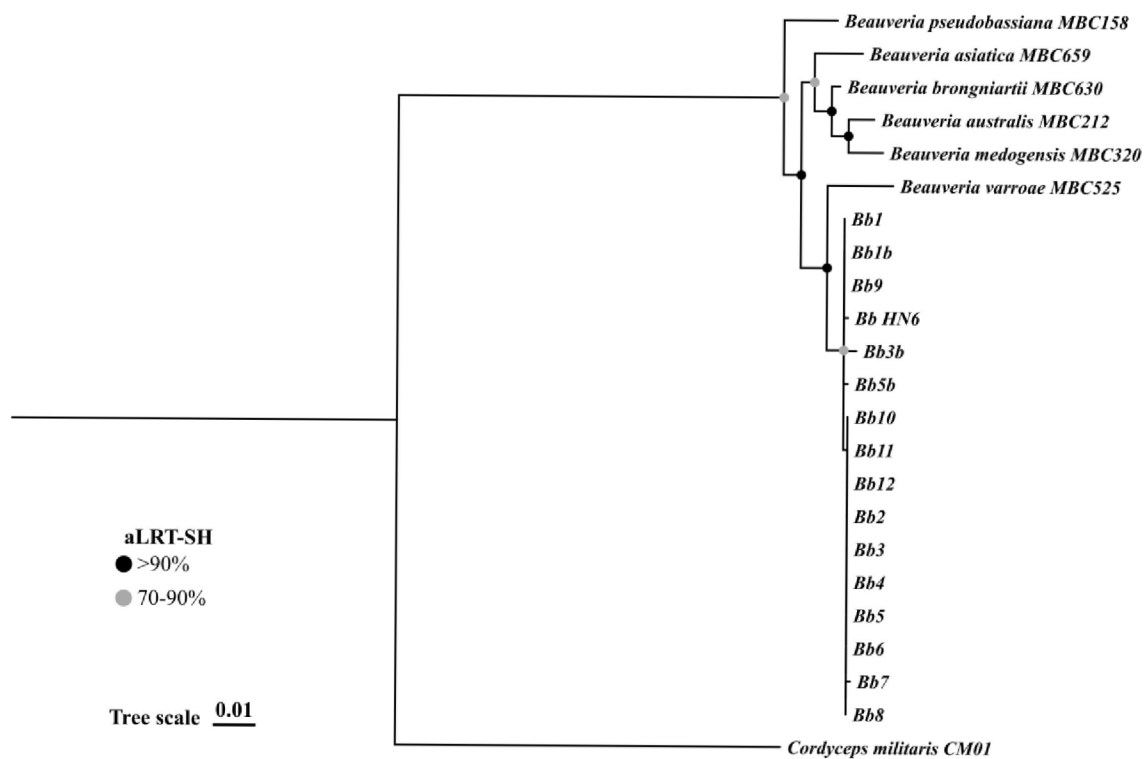 Beauveria pseudobassiana MBC158
Beauveria asiatica MBC659
Beauveria brongniartii MBC630
Beauveria australis MBC212
Beauveria medogensis MBC320
Beauveria varroae MBC525
Bb1
Bb1b
Bb9
Bb HN6
Bb3b
Bb5b
Bb10
Bb11
Bb12
Bb2
Bb3
Bb4
Bb5
Bb6
Bb7
Bb8
Cordyceps militaris CM01
aLRT-SH
>90%
70-90%
Tree scale 0.01